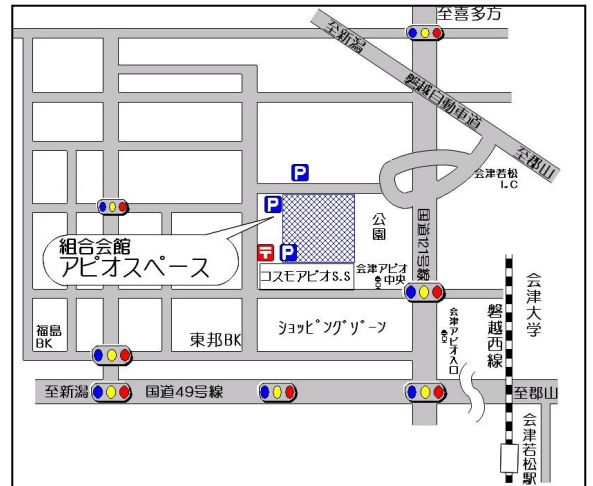 至喜多方
至新潟
磐越自動車道
至郡山
会津若松
I.C
P
P
公園
国道121号線
組合会館
アピオスペース
〒
P
コスモアピオS.S
会津アピオ
中央
会津アピオ入口
磐越西線
会津大学
福島
BK
東邦BK
ショッピングゾーン
至新潟
国道49号線
至郡山
会津若松駅